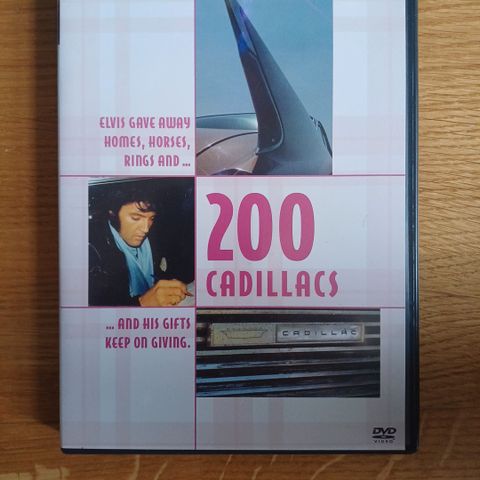 ELVIS GAVE AWAY
HOMES, HORSES,
RINGS AND ...
200
CADILLACS
... AND HIS GIFTS
KEEP ON GIVING.
CADILLAC
DVD
VIDEO